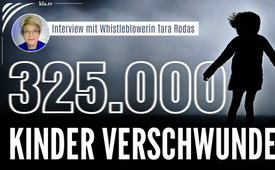 kla.tv
Interview mit Whistleblowerin Tara Rodas
325.000
KINDER VERSCHWUNDE